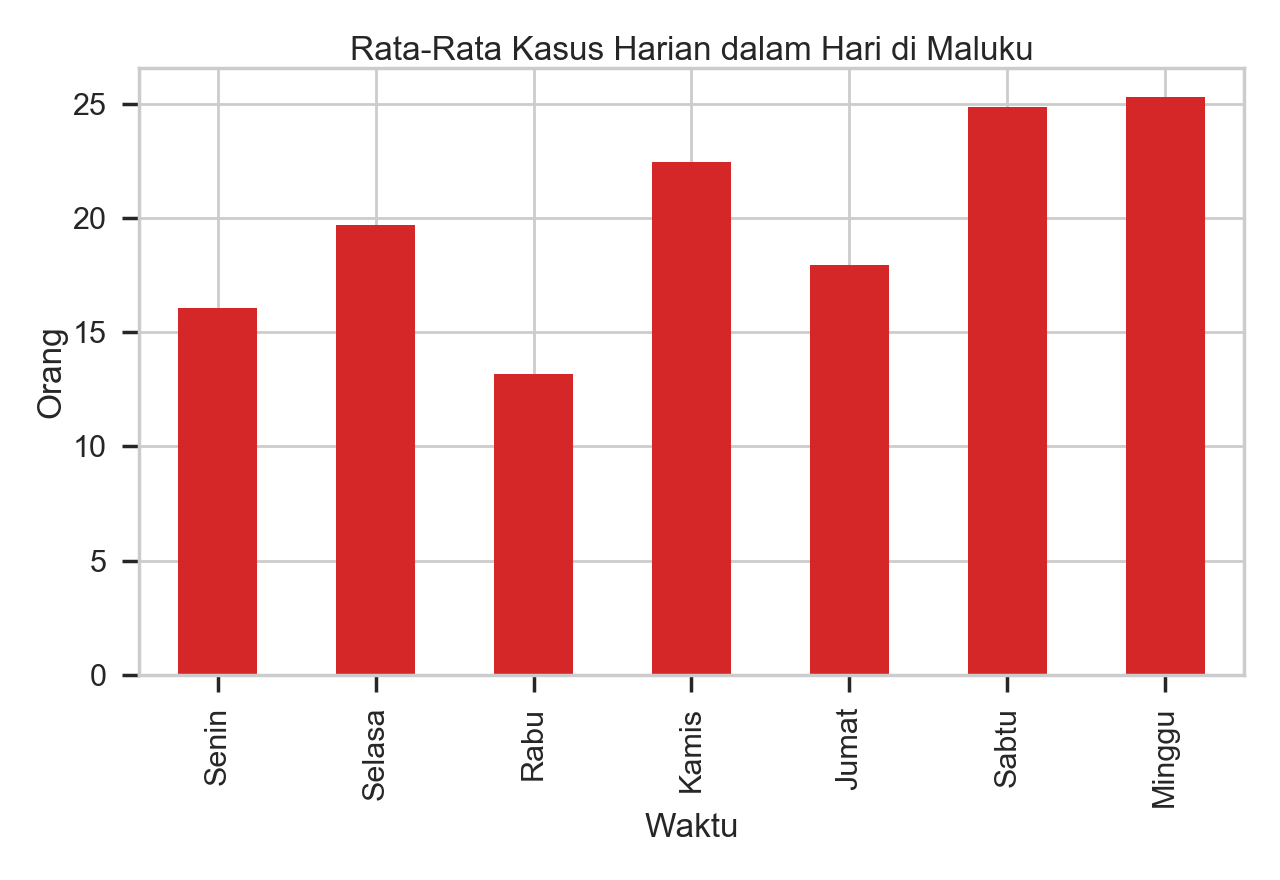 Rata-Rata Kasus Harian dalam Hari di Maluku
25
20
15
10
5
0
Orang
Senin
Selasa
Rabu
Kamis
Jumat
Sabtu
Minggu
Waktu